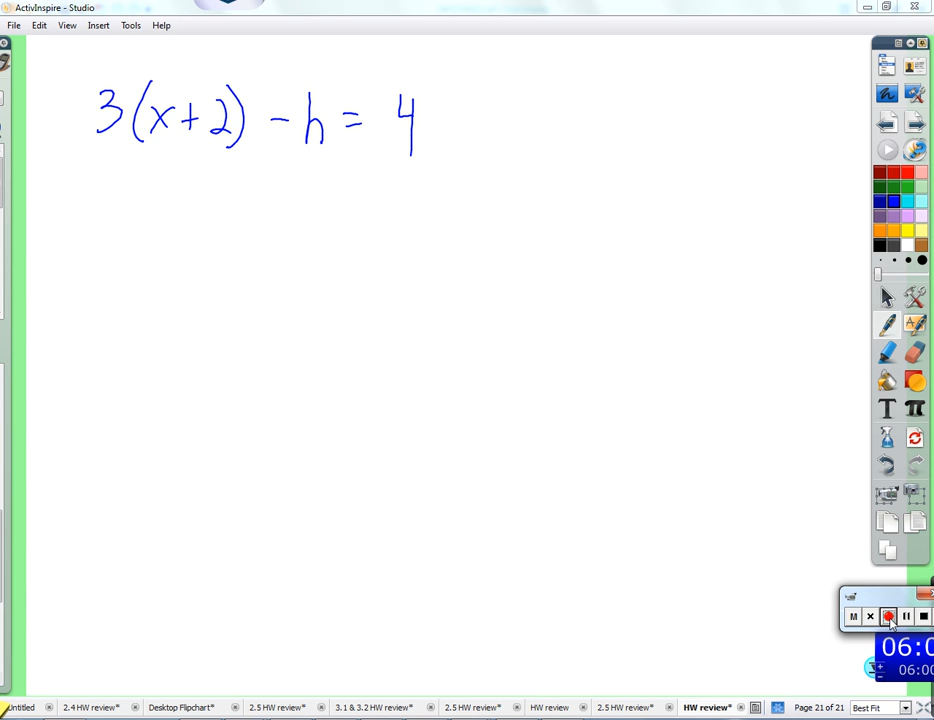 ActivInspire - Studio
File Edit View Insert Tools Help
3(x+2) - h = 4
M
06:0
06:00
Untitled 2.4 HW review* Desktop Flipchart* 2.5 HW review* 3.1 & 3.2 HW review* 2.5 HW review* HW review 2.5 HW review* HW review* Page 21 of 21 Best Fit